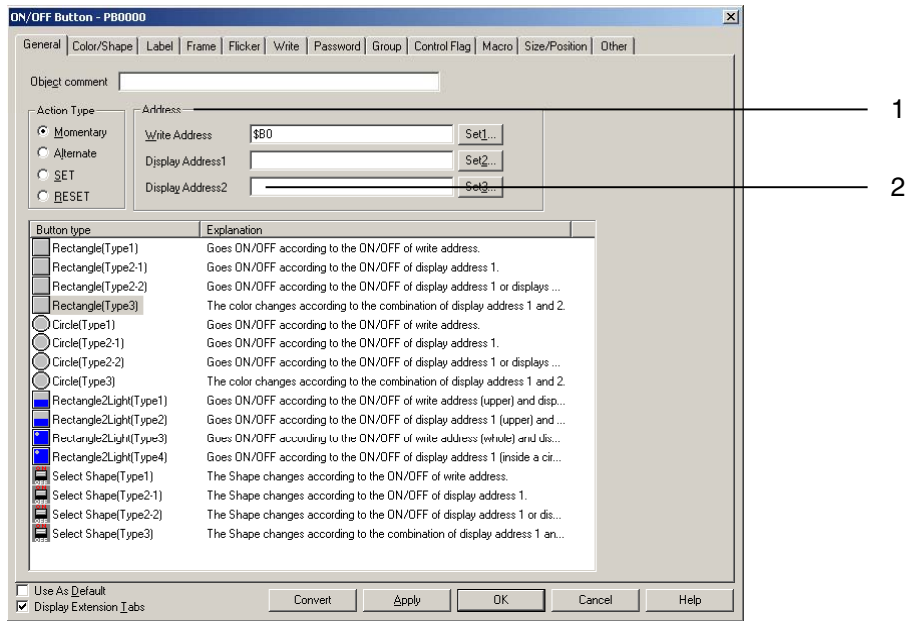 ON/OFF Button - PB0000
General Color/Shape Label Frame Flicker Write Password Group Control Flag Macro Size/Position Other
Object comment
Action Type Address 1
Momentary Write Address $B0 Set1...
Alternate Display Address1 Set2...
SET Display Address2 Set3... 2
RESET
Button type Explanation
Rectangle(Type1) Goes ON/OFF according to the ON/OFF of write address.
Rectangle(Type2-1) Goes ON/OFF according to the ON/OFF of display address 1.
Rectangle(Type2-2) Goes ON/OFF according to the ON/OFF of display address 1 or displays ...
Rectangle(Type3) The color changes according to the combination of display address 1 and 2.
Circle(Type1) Goes ON/OFF according to the ON/OFF of write address.
Circle(Type2-1) Goes ON/OFF according to the ON/OFF of display address 1.
Circle(Type2-2) Goes ON/OFF according to the ON/OFF of display address 1 or displays ...
Circle(Type3) The color changes according to the combination of display address 1 and 2.
Rectangle2Light(Type1) Goes ON/OFF according to the ON/OFF of write address (upper) and disp...
Rectangle2Light(Type2) Goes ON/OFF according to the ON/OFF of display address 1 (upper) and ...
Rectangle2Light(Type3) Goes ON/OFF according to the ON/OFF of write address (whole) and dis...
Rectangle2Light(Type4) Goes ON/OFF according to the ON/OFF of display address 1 (inside a cir...
Select Shape(Type1) The Shape changes according to the ON/OFF of write address.
Select Shape(Type2-1) The Shape changes according to the ON/OFF of display address 1.
Select Shape(Type2-2) The Shape changes according to the ON/OFF of display address 1 or dis...
Select Shape(Type3) The Shape changes according to the combination of display address 1 an...
Use As Default
Display Extension Tabs Convert Apply OK Cancel Help